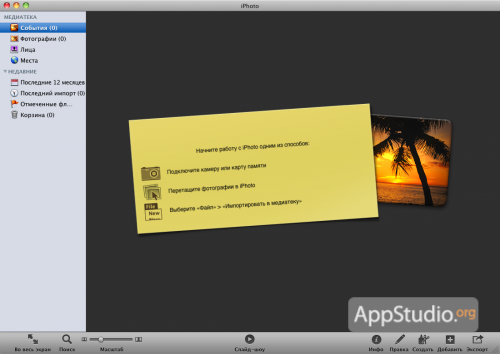 iPhoto
МЕДИАТЕКА
События (0)
Фотографии (0)
Лица
Места
НЕДАВНИЕ
Последние 12 месяцев
Последний импорт (0)
Отмеченные фл...
Корзина (0)
Начните работу с iPhoto одним из способов:
Подключите камеру или карту памяти
Перетащите фотографии в iPhoto
File
New
Выберите «Файл» > «Импортировать в медиатеку»
AppStudio.org
Во весь экран Поиск Масштаб Слайд-шоу Инфо Правка Создать Добавить Экспорт